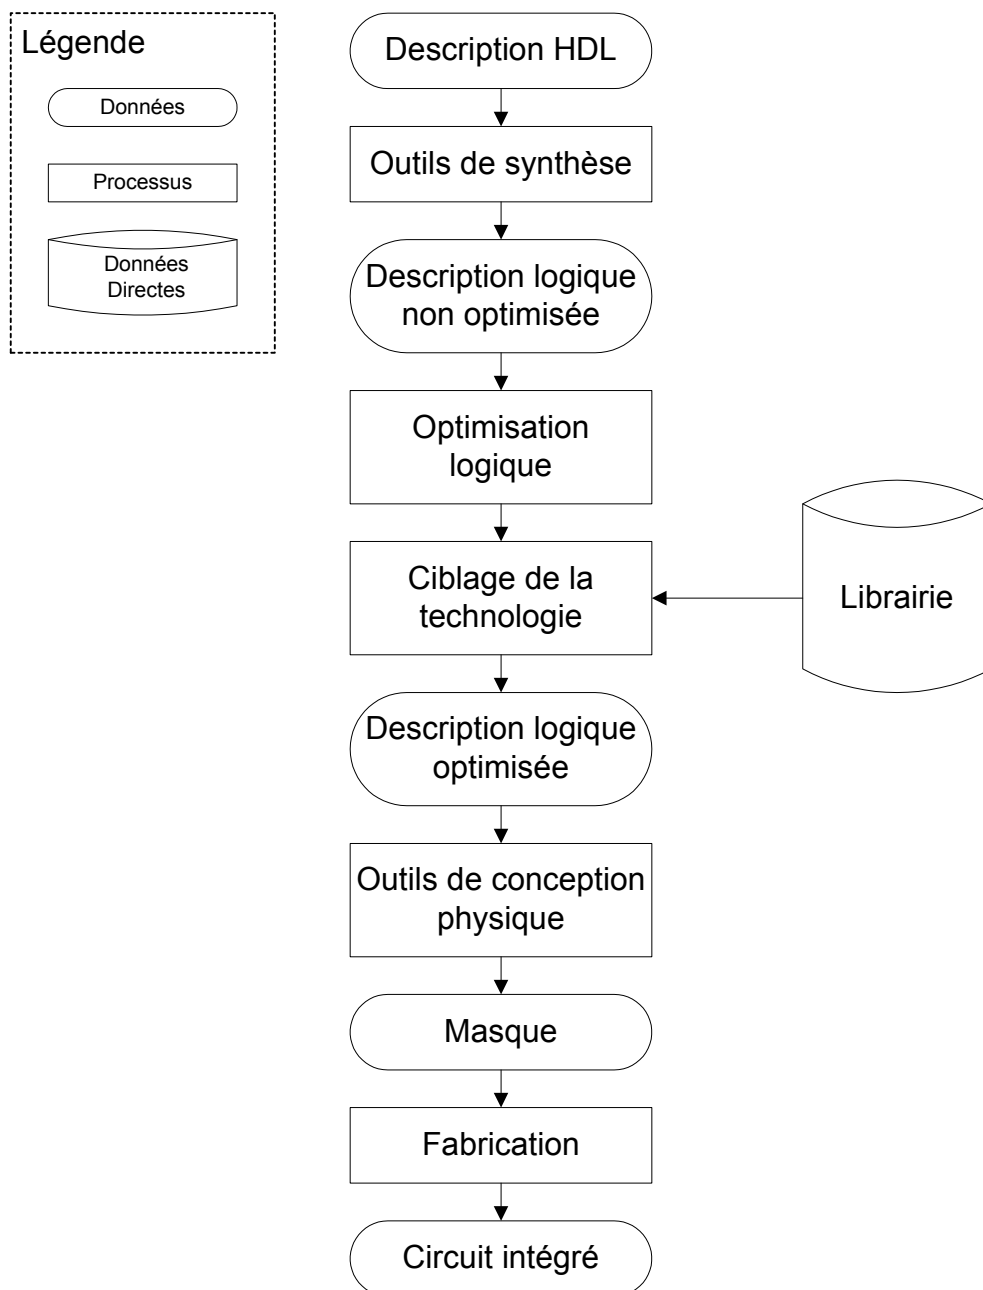 Légende
Données
Processus
Données
Directes
Description HDL
Outils de synthèse
Description logique
non optimisée
Optimisation
logique
Ciblage de la
technologie
Librairie
Description logique
optimisée
Outils de conception
physique
Masque
Fabrication
Circuit intégré